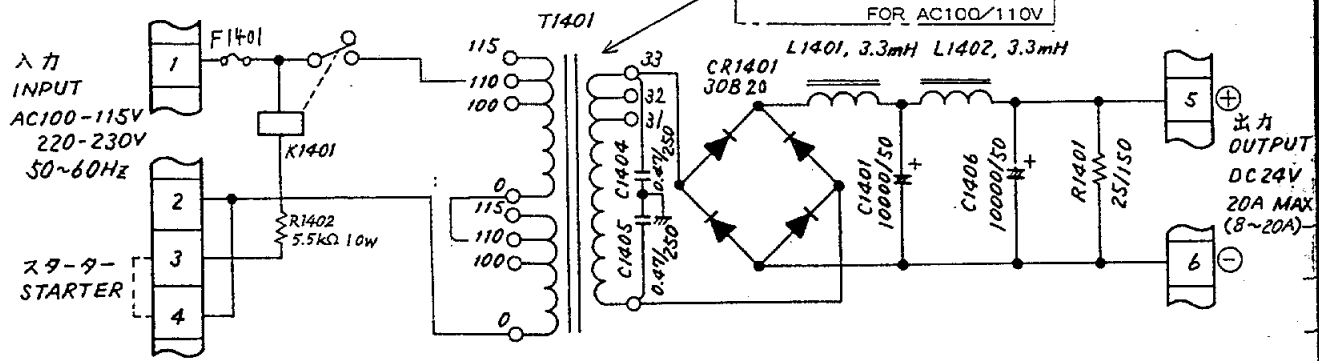 FOR AC100/110V
T1401
入力
INPUT
AC100-115V
220-230V
50~60Hz
1
F1401
K1401
R1402
5.5kΩ 10W
2
3
4
スターター
STARTER
115
110
100
0
115
110
100
0
33
32
31
C1404
0.47/250
C1405
0.47/250
CR1401
30B20
L1401, 3.3mH
L1402, 3.3mH
C1401
10000/50
+
C1406
10000/50
+
R1401
25/150
5
⊕
出力
OUTPUT
DC24V
20A MAX
(8~20A)
6
⊖